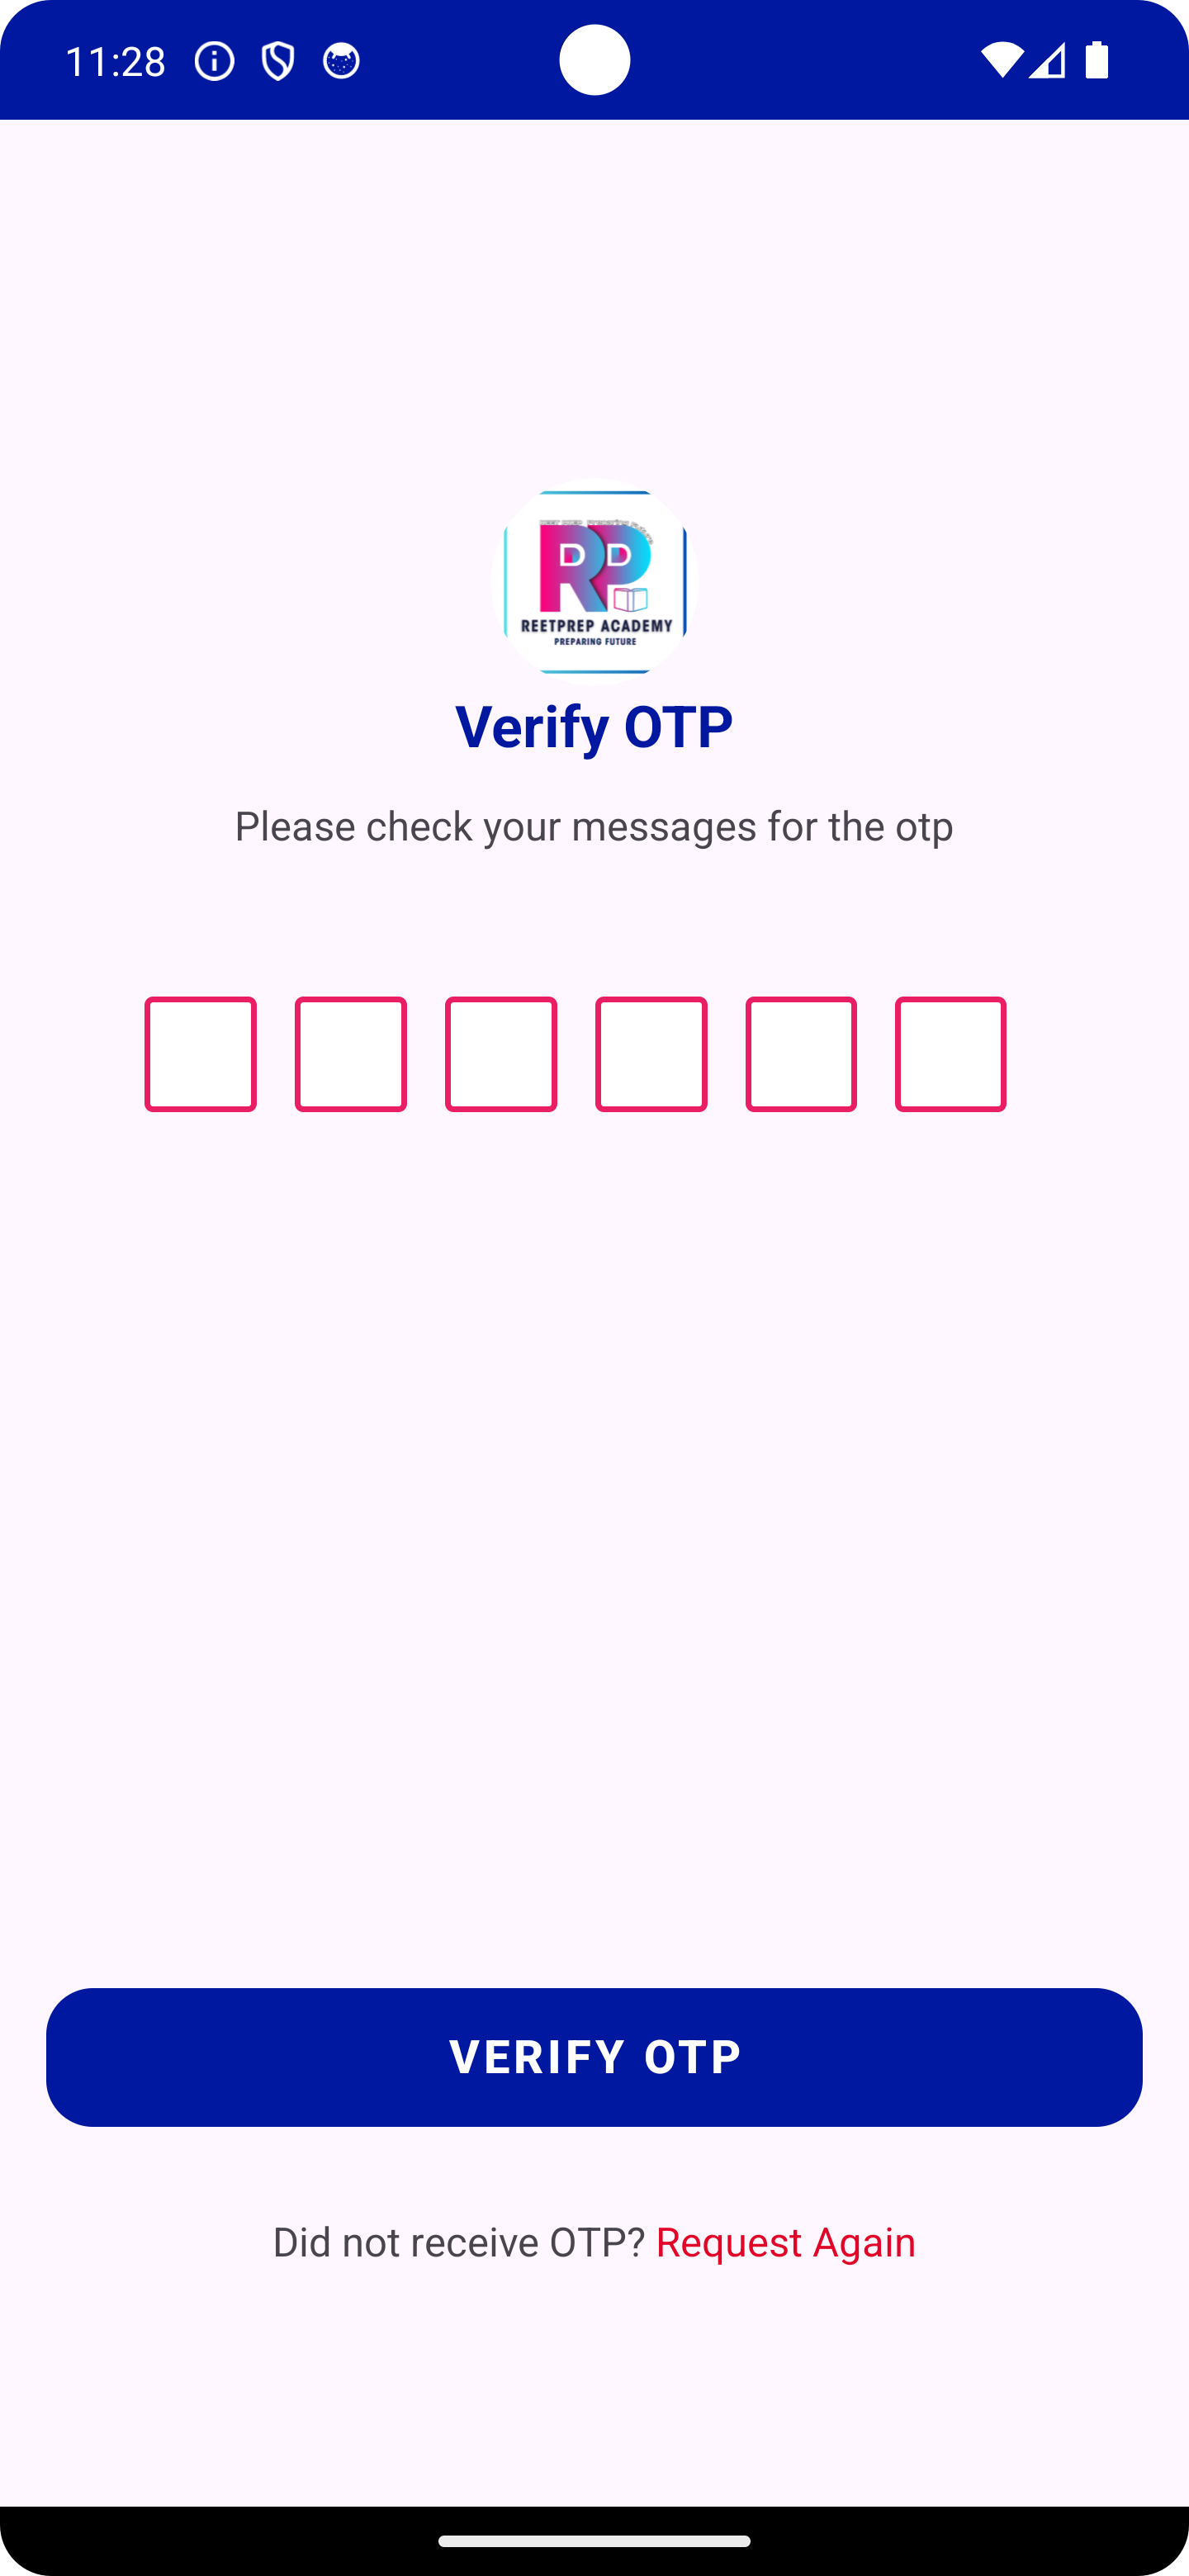 11:28
RP
REETPREP ACADEMY
PREPARING FUTURE
Verify OTP
Please check your messages for the otp
VERIFY OTP
Did not receive OTP? Request Again